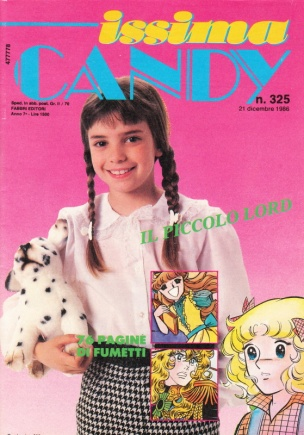 issima
CANDY
477778
Sped. in abb. post. Gr. II / 70
FABBRI EDITORI
Anno 7° - Lire 1500
n. 325
21 dicembre 1986
IL PICCOLO LORD
76 PAGINE
DI FUMETTI